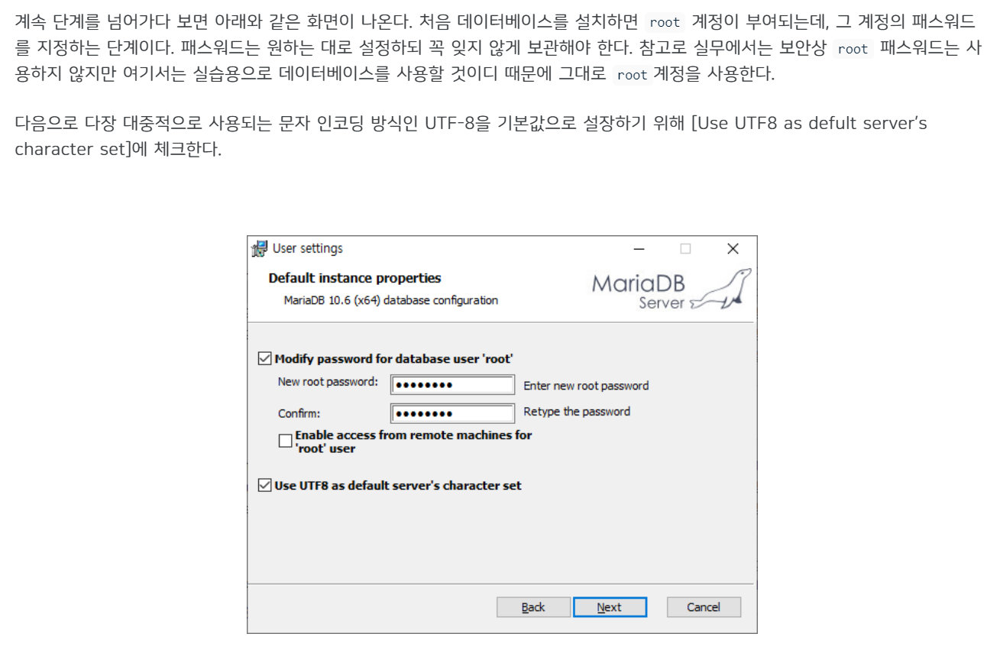 계속 단계를 넘어가다 보면 아래와 같은 화면이 나온다. 처음 데이터베이스를 설치하면 root 계정이 부여되는데, 그 계정의 패스워드
를 지정하는 단계이다. 패스워드는 원하는 대로 설정하되 꼭 잊지 않게 보관해야 한다. 참고로 실무에서는 보안상 root 패스워드는 사
용하지 않지만 여기서는 실습용으로 데이터베이스를 사용할 것이디 때문에 그대로 root 계정을 사용한다.
다음으로 다장 대중적으로 사용되는 문자 인코딩 방식인 UTF-8을 기본값으로 설장하기 위해 [Use UTF8 as defult server's
character set]에 체크한다.
User settings
Default instance properties
MariaDB 10.6 (x64) database configuration
MariaDB
Server
Modify password for database user 'root'
New root password: ●●●●●●●● Enter new root password
Confirm: ●●●●●●●● Retype the password
Enable access from remote machines for
'root' user
Use UTF8 as default server's character set
Back Next Cancel